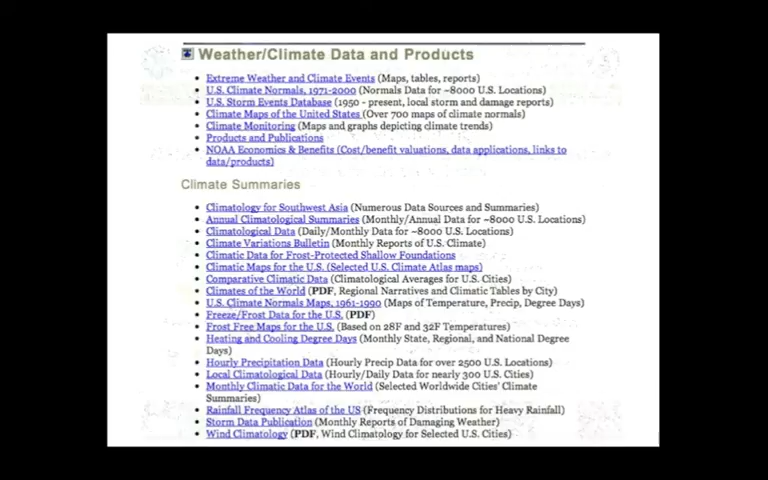 Weather/Climate Data and Products
Extreme Weather and Climate Events (Maps, tables, reports)
U.S. Climate Normals, 1971-2000 (Normals Data for ~8000 U.S. Locations)
U.S. Storm Events Database (1950 - present, local storm and damage reports)
Climate Maps of the United States (Over 700 maps of climate normals)
Climate Monitoring (Maps and graphs depicting climate trends)
Products and Publications
NOAA Economics & Benefits (Cost/benefit valuations, data applications, links to
data/products)
Climate Summaries
Climatology for Southwest Asia (Numerous Data Sources and Summaries)
Annual Climatological Summaries (Monthly/Annual Data for ~8000 U.S. Locations)
Climatological Data (Daily/Monthly Data for ~8000 U.S. Locations)
Climate Variations Bulletin (Monthly Reports of U.S. Climate)
Climatic Data for Frost-Protected Shallow Foundations
Climatic Maps for the U.S. (Selected U.S. Climate Atlas maps)
Comparative Climatic Data (Climatological Averages for U.S. Cities)
Climates of the World (PDF, Regional Narratives and Climatic Tables by City)
U.S. Climate Normals Maps, 1961-1990 (Maps of Temperature, Precip, Degree Days)
Freeze/Frost Data for the U.S. (PDF)
Frost Free Maps for the U.S. (Based on 28F and 32F Temperatures)
Heating and Cooling Degree Days (Monthly State, Regional, and National Degree
Days)
Hourly Precipitation Data (Hourly Precip Data for over 2500 U.S. Locations)
Local Climatological Data (Hourly/Daily Data for nearly 300 U.S. Cities)
Monthly Climatic Data for the World (Selected Worldwide Cities' Climate
Summaries)
Rainfall Frequency Atlas of the US (Frequency Distributions for Heavy Rainfall)
Storm Data Publication (Monthly Reports of Damaging Weather)
Wind Climatology (PDF, Wind Climatology for Selected U.S. Cities)